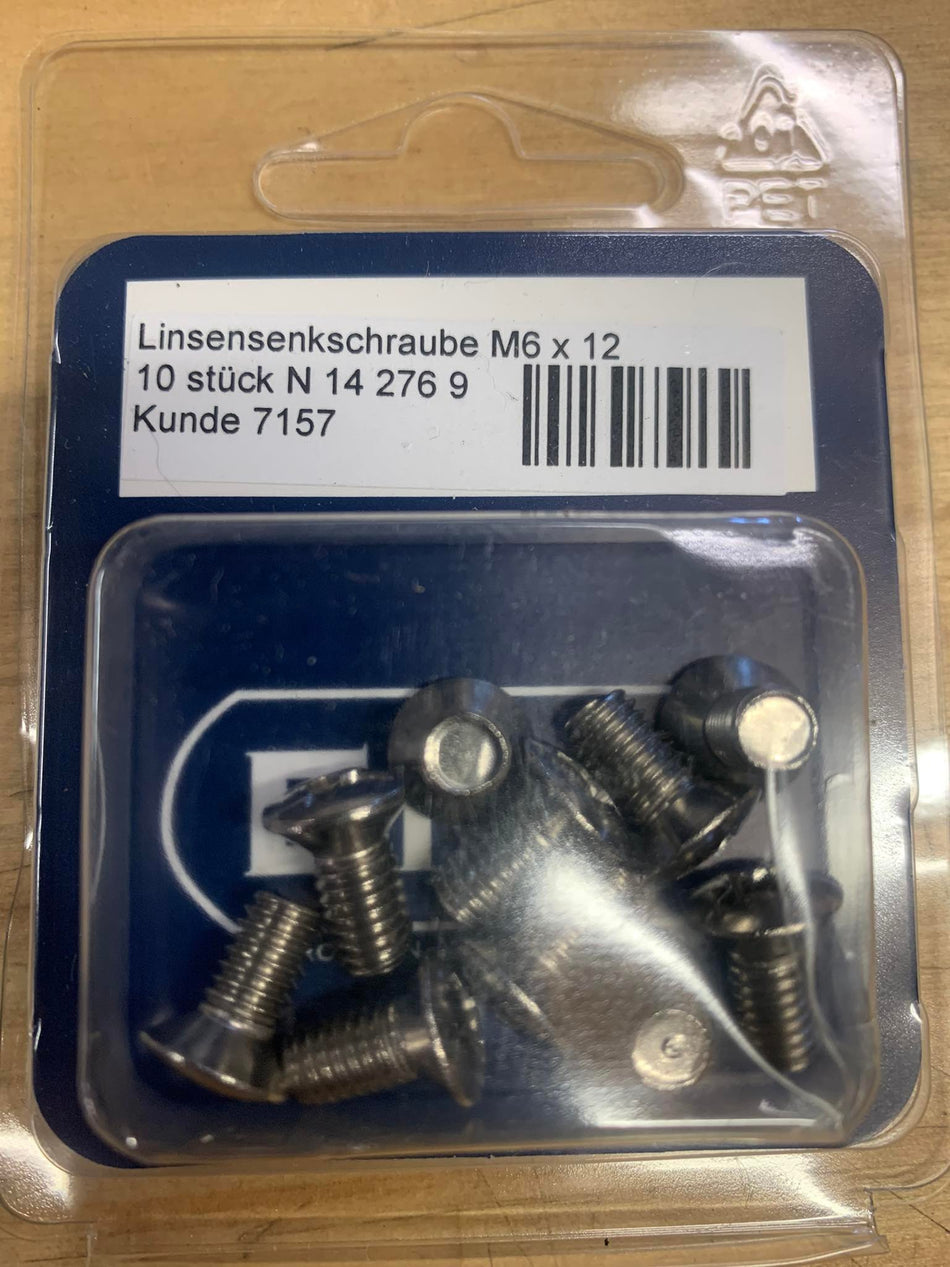 PET
Linsensenkschraube M6 x 12
10 stück N 14 276 9
Kunde 7157